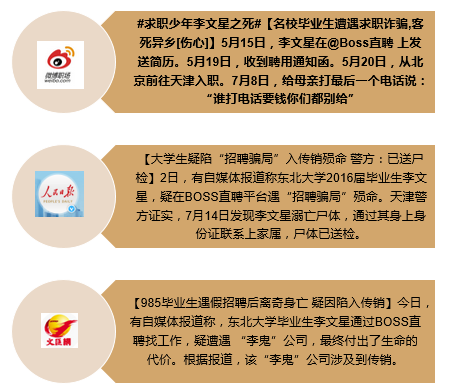 #求职少年李文星之死#【名校毕业生遭遇求职诈骗,客
死异乡[伤心]】5月15日，李文星在@Boss直聘 上发
送简历。5月19日，收到聘用通知函。5月20日，从北
京前往天津入职。7月8日，给母亲打最后一个电话说：
“谁打电话要钱你们都别给”
微博职场
weibo.com
【大学生疑陷“招聘骗局”入传销殒命 警方：已送尸
检】2日，有自媒体报道称东北大学2016届毕业生李文
星，疑在BOSS直聘平台遇“招聘骗局”殒命。天津警
方证实，7月14日发现李文星溺亡尸体，通过其身上身
份证联系上家属，尸体已送检。
人民日报
PEOPLE'S DAILY
【985毕业生遇假招聘后离奇身亡 疑因陷入传销】今日，
有自媒体报道称，东北大学毕业生李文星通过BOSS直
聘找工作，疑遭遇 “李鬼”公司，最终付出了生命的
代价。根据报道，该“李鬼”公司涉及到传销。
文匯網